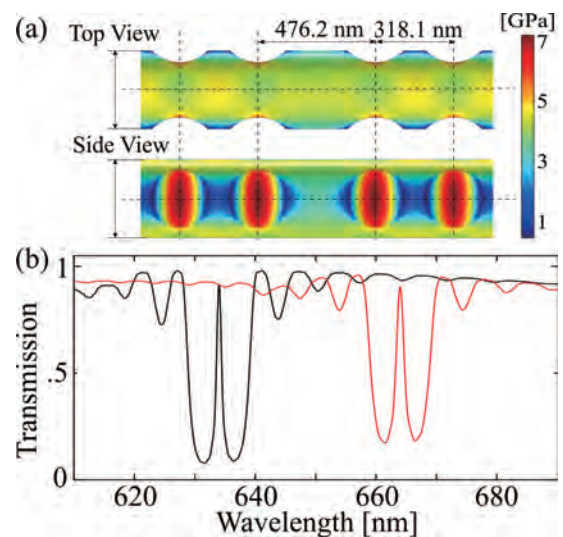 (a)
Top View
476.2 nm 318.1 nm
[GPa]
7
5
3
1
Side View
(b)
1
.5
0
Transmission
620 640 660 680
Wavelength [nm]